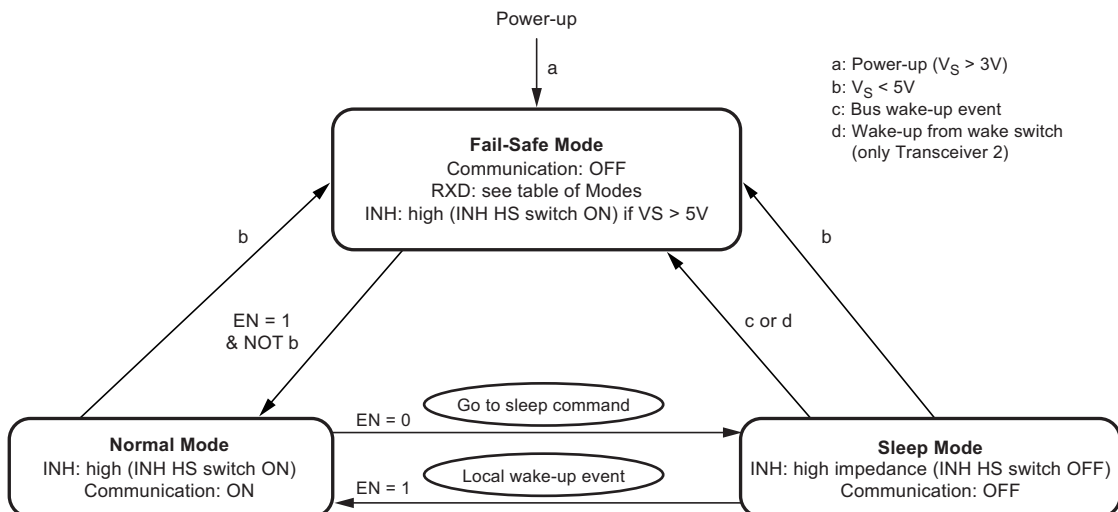 Power-up
a
a: Power-up (VS > 3V)
b: VS < 5V
c: Bus wake-up event
d: Wake-up from wake switch
(only Transceiver 2)
Fail-Safe Mode
Communication: OFF
RXD: see table of Modes
INH: high (INH HS switch ON) if VS > 5V
b
b
EN = 1
& NOT b
c or d
Go to sleep command
EN = 0
Normal Mode
INH: high (INH HS switch ON)
Communication: ON
Local wake-up event
EN = 1
Sleep Mode
INH: high impedance (INH HS switch OFF)
Communication: OFF